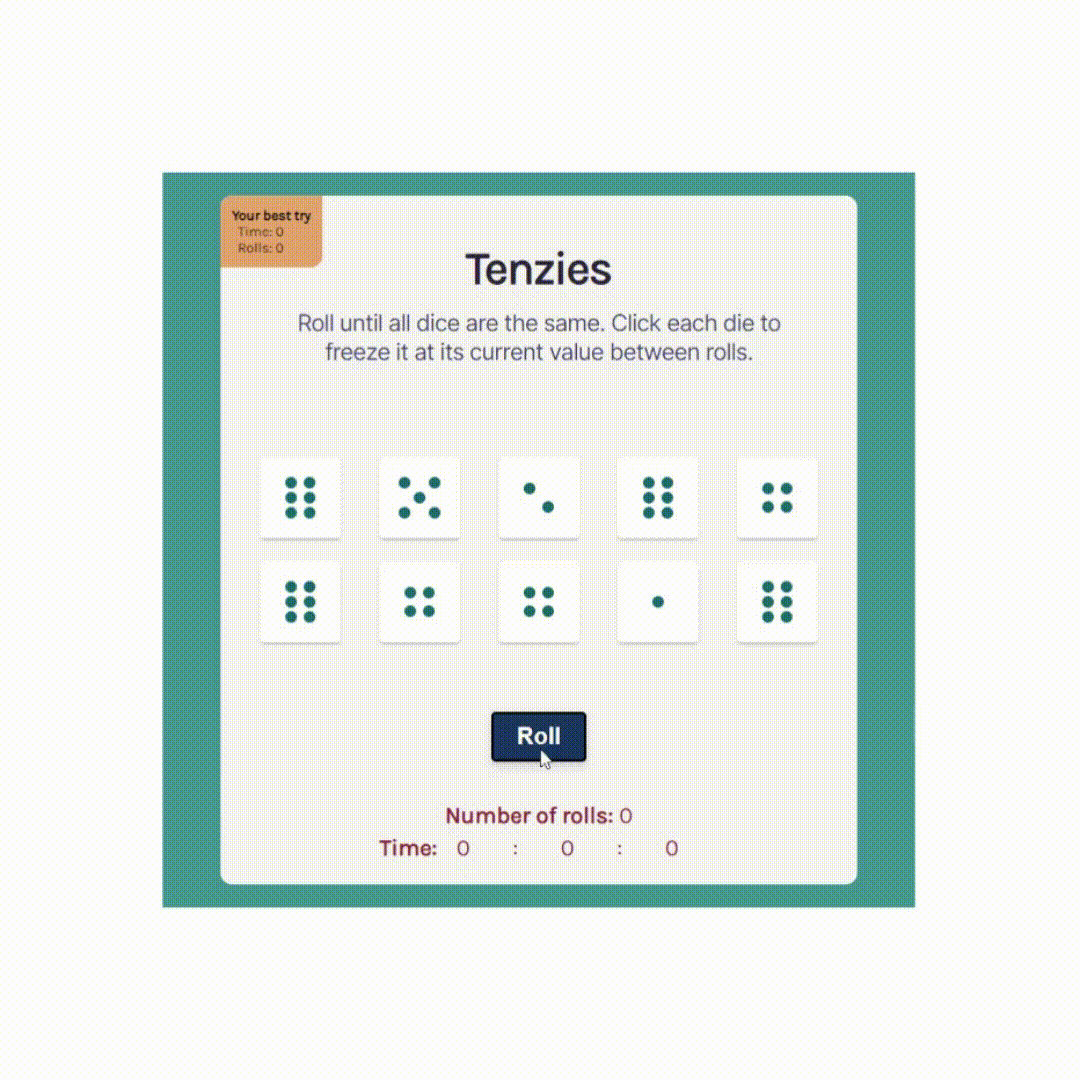 Your best try
Time: 0
Rolls: 0
Tenzies
Roll until all dice are the same. Click each die to
freeze it at its current value between rolls.
Roll
Number of rolls: 0
Time: 0 : 0 : 0